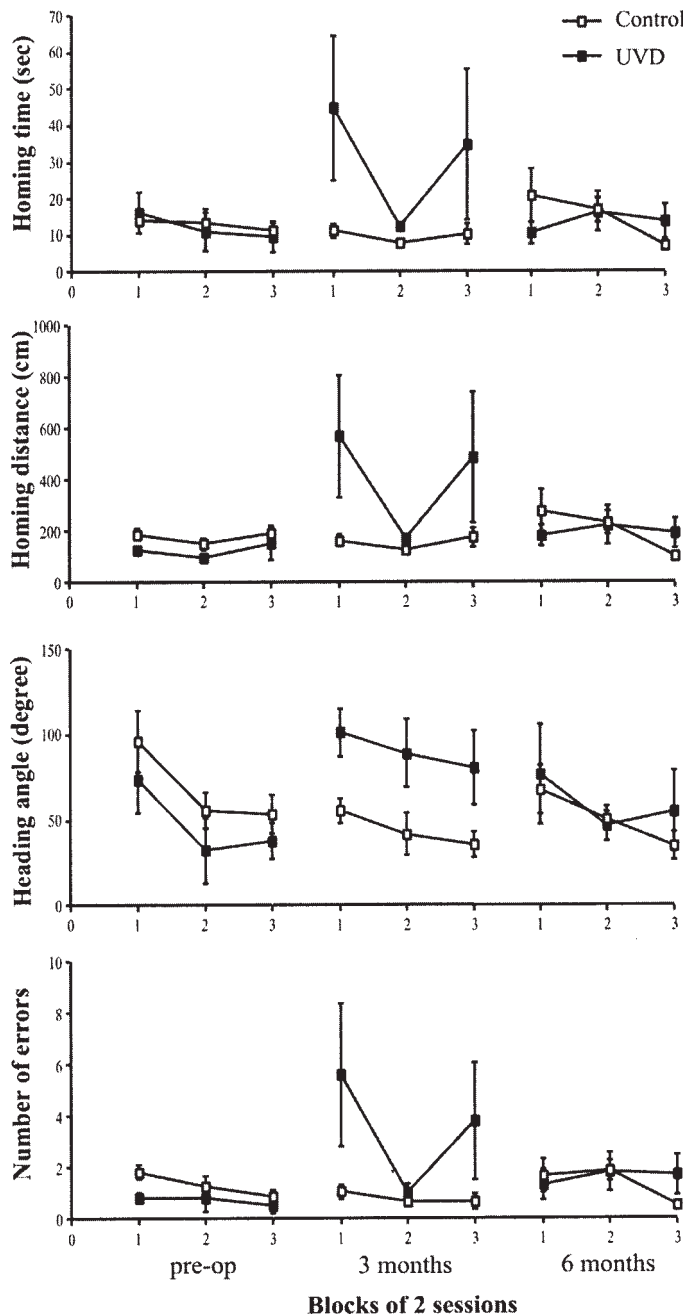 Control
UVD
Homing time (sec)
70
60
50
40
30
20
10
0
0 1 2 3 1 2 3 1 2 3
Homing distance (cm)
1000
800
600
400
200
0
0 1 2 3 1 2 3 1 2 3
Heading angle (degree)
150
100
50
0
0 1 2 3 1 2 3 1 2 3
Number of errors
10
8
6
4
2
0
0 1 2 3 1 2 3 1 2 3
pre-op 3 months 6 months
Blocks of 2 sessions